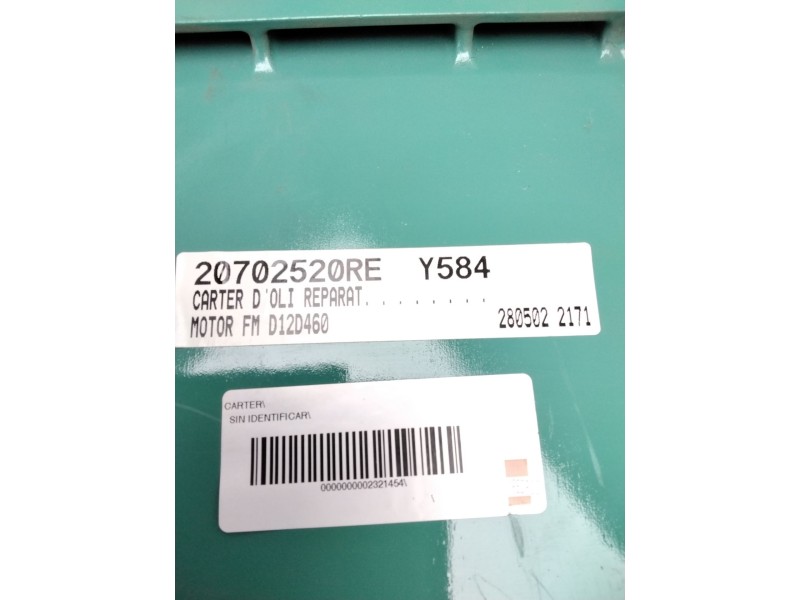 20702520RE Y584
CARTER D'OLI REPARAT. . . . . . . .
MOTOR FM D12D460 280502 2171
CARTER\
SIN IDENTIFICAR\
0000000002321454\